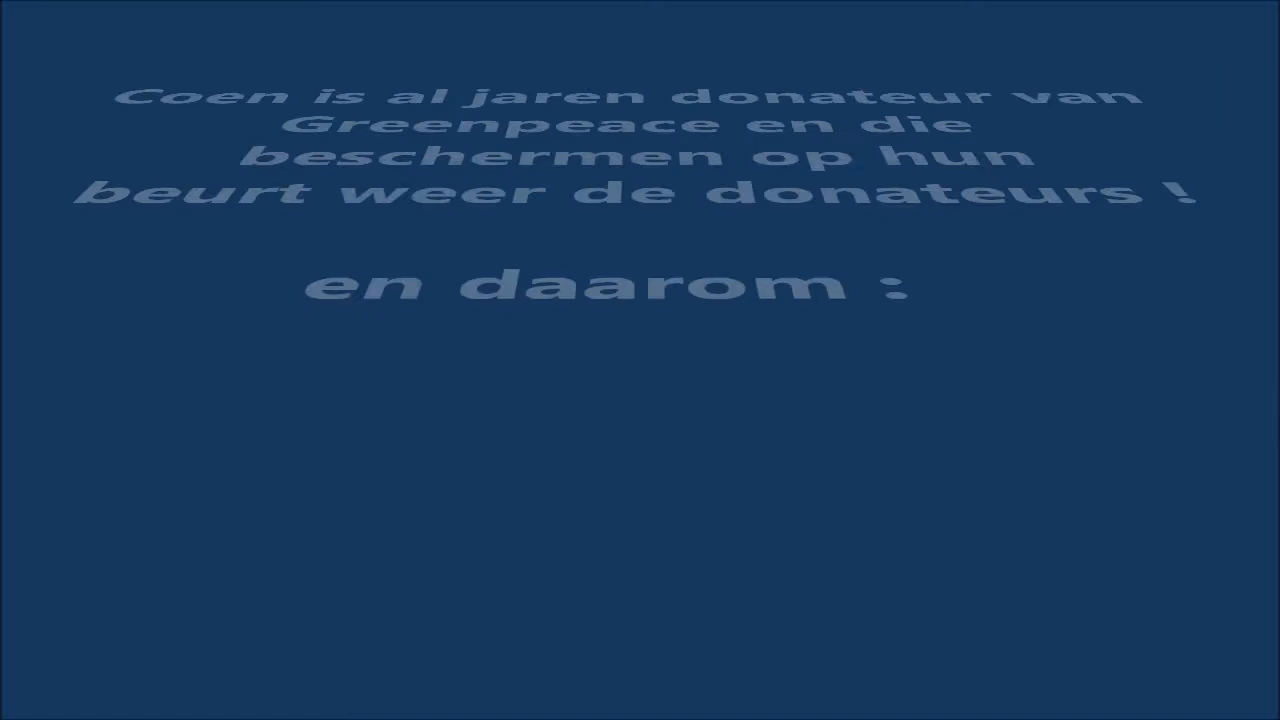 Coen is al jaren donateur van
Greenpeace en die
beschermen op hun
beurt weer de donateurs !
en daarom :